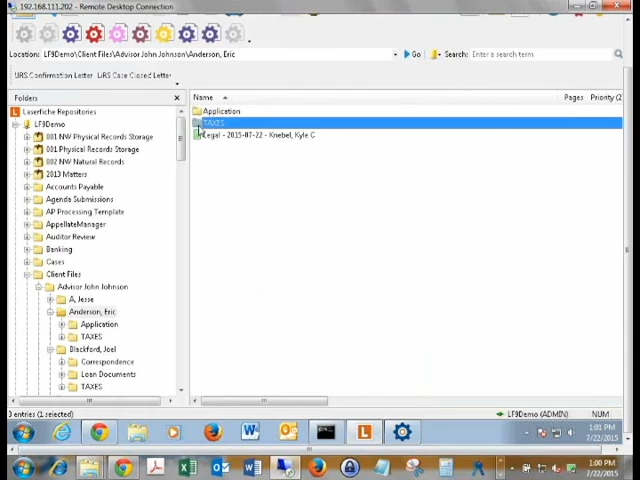 192.168.111.202 - Remote Desktop Connection
Location: LF9Demo\Client Files\Advisor John Johnson\Anderson, Eric
Go
Search: Enter a search term
URS Confirmation Letter URS Case Closed Letter
Folders
Name
Pages
Priority (2
Laserfiche Repositories
LF9Demo
001 NW Physical Records Storage
001 Physical Records Storage
002 NW Natural Records
2013 Matters
Accounts Payable
Agenda Submissions
AP Processing Template
AppellateManager
Auditor Review
Banking
Cases
Client Files
Advisor John Johnson
A, Jesse
Anderson, Eric
Application
TAXES
Blackford, Joel
Correspondence
Loan Documents
TAXES
Application
TAXES
Legal - 2015-07-22 - Knebel, Kyle C
3 entries (1 selected)
LF9Demo (ADMIN)
NUM
1:01 PM
7/22/2015
1:00 PM
7/22/2015